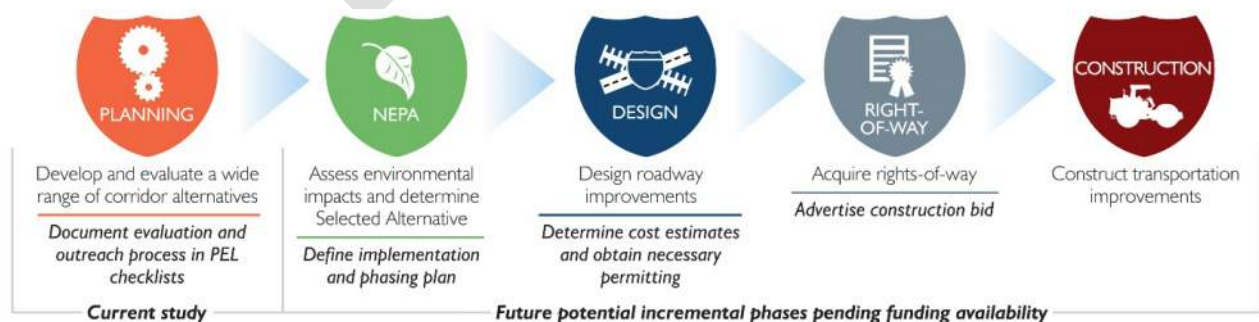 PLANNING
Develop and evaluate a wide
range of corridor alternatives
Document evaluation and
outreach process in PEL
checklists
NEPA
Assess environmental
impacts and determine
Selected Alternative
Define implementation
and phasing plan
DESIGN
Design roadway
improvements
Determine cost estimates
and obtain necessary
permitting
RIGHT-
OF-WAY
Acquire rights-of-way
Advertise construction bid
CONSTRUCTION
Construct transportation
improvements
Current study
Future potential incremental phases pending funding availability